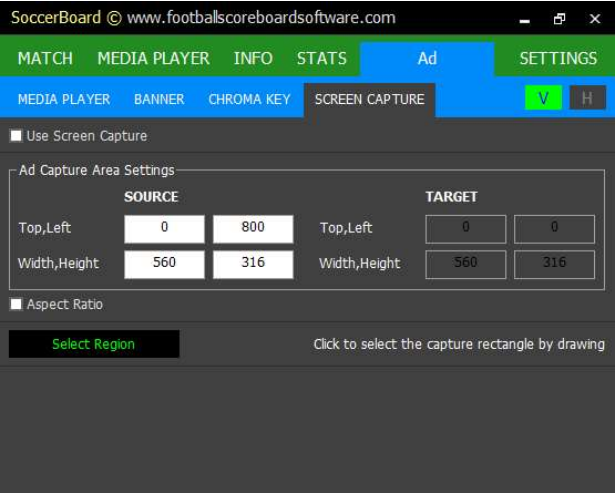 SoccerBoard © www.footballscoreboardsoftware.com
MATCH MEDIA PLAYER INFO STATS Ad SETTINGS
MEDIA PLAYER BANNER CHROMA KEY SCREEN CAPTURE V H
Use Screen Capture
Ad Capture Area Settings
SOURCE TARGET
Top,Left 0 800 Top,Left 0 0
Width,Height 560 316 Width,Height 560 316
Aspect Ratio
Select Region Click to select the capture rectangle by drawing